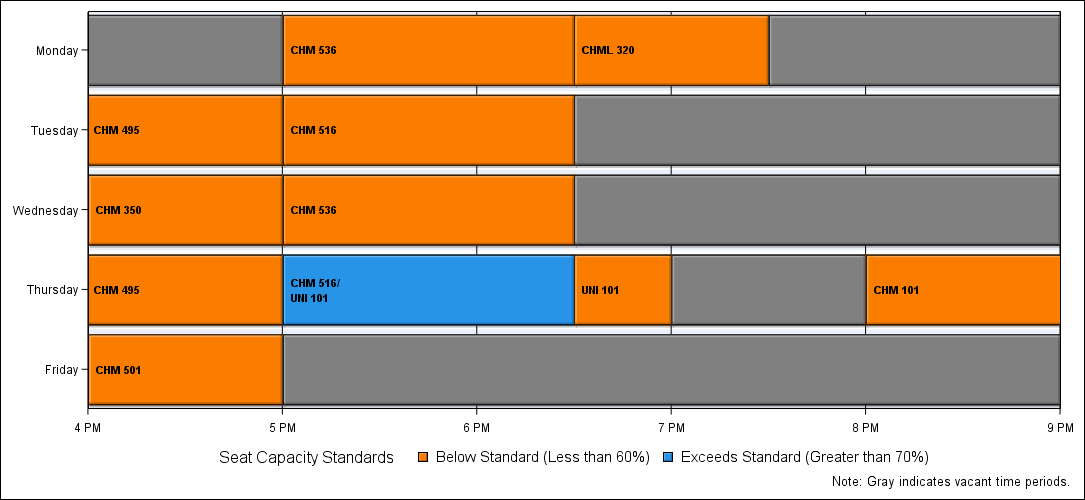 Monday
CHM 536
CHML 320
Tuesday
CHM 495
CHM 516
Wednesday
CHM 350
CHM 536
Thursday
CHM 495
CHM 516/
UNI 101
UNI 101
CHM 101
Friday
CHM 501
4 PM
5 PM
6 PM
7 PM
8 PM
9 PM
Seat Capacity Standards
Below Standard (Less than 60%)
Exceeds Standard (Greater than 70%)
Note: Gray indicates vacant time periods.